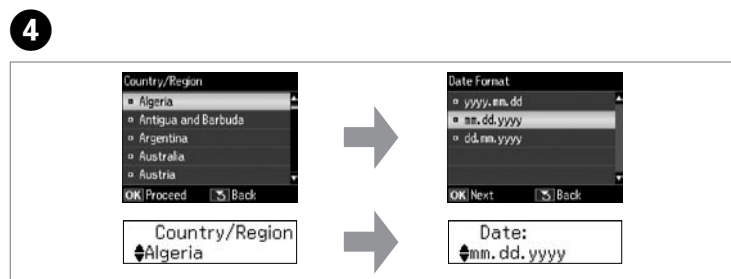 4
Country/Region
Algeria
Antigua and Barbuda
Argentina
Australia
Austria
OK Proceed Back
Date Format
yyyy.mm.dd
mm.dd.yyyy
dd.mm.yyyy
OK Next Back
Country/Region
Algeria
Date:
mm.dd.yyyy